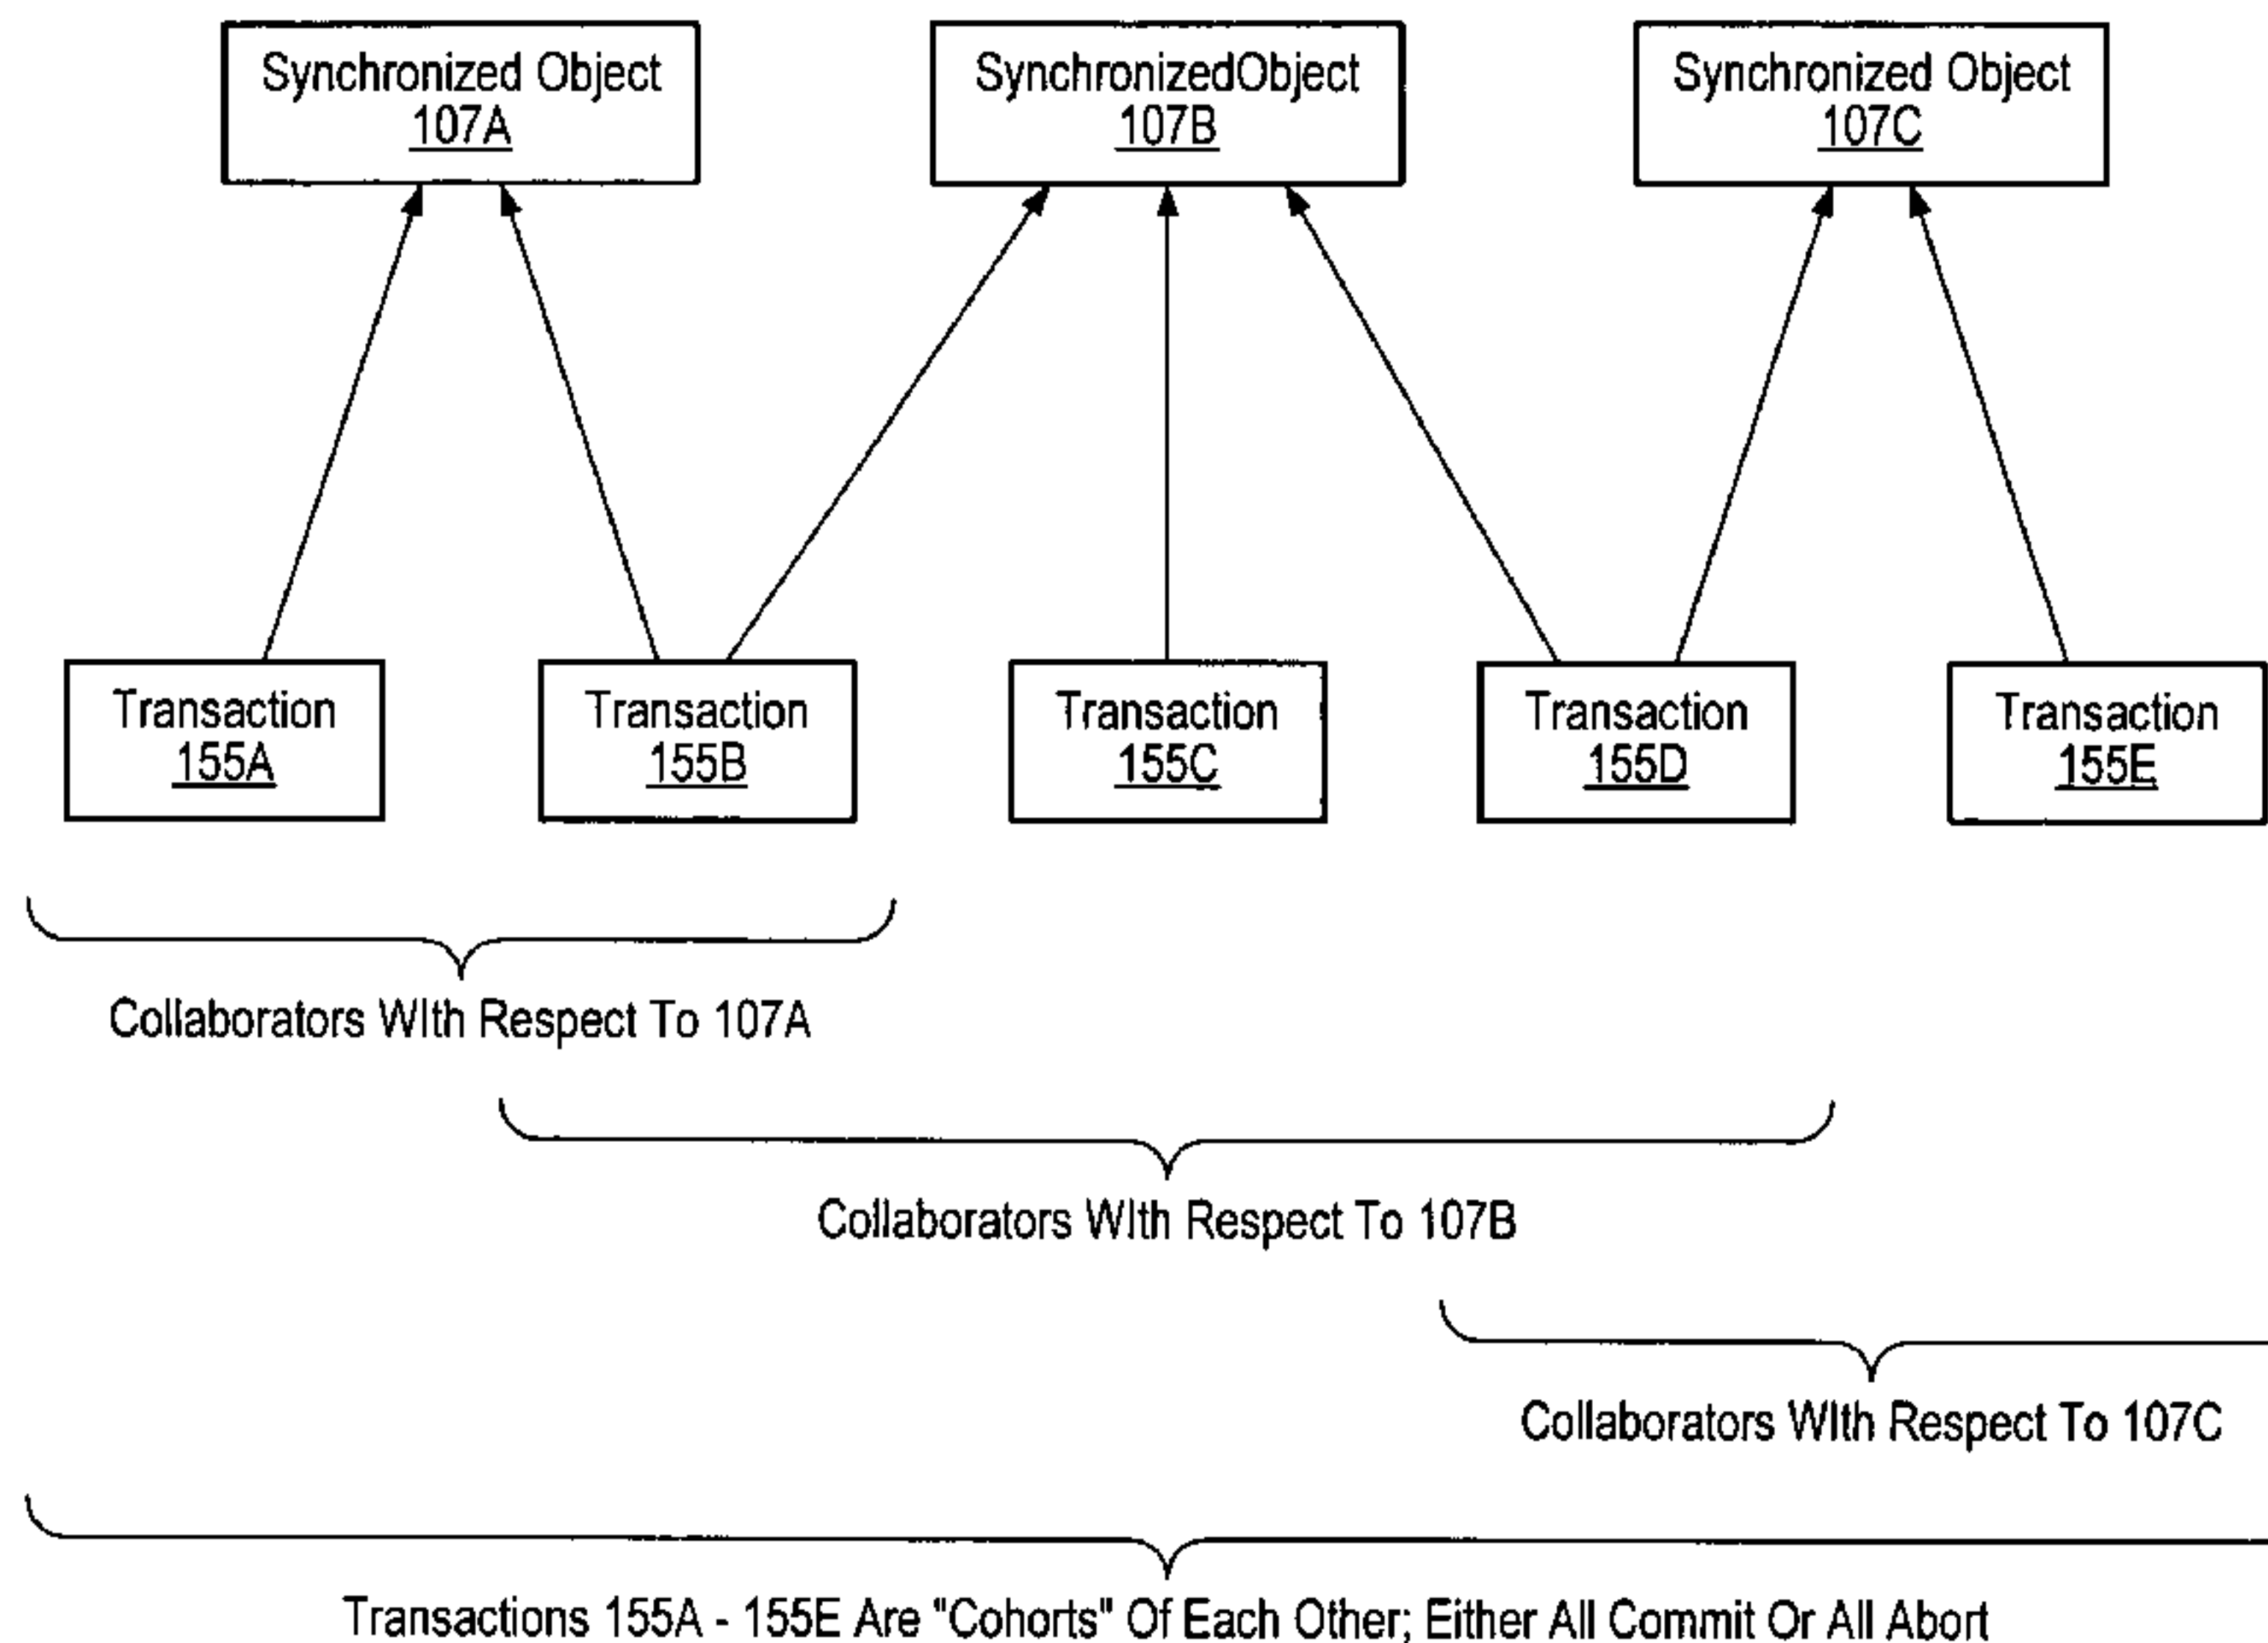 Synchronized Object
107A
SynchronizedObject
107B
Synchronized Object
107C
Transaction
155A
Transaction
155B
Transaction
155C
Transaction
155D
Transaction
155E
Collaborators WIth Respect To 107A
Collaborators WIth Respect To 107B
Collaborators WIth Respect To 107C
Transactions 155A - 155E Are "Cohorts" Of Each Other; Either All Commit Or All Abort